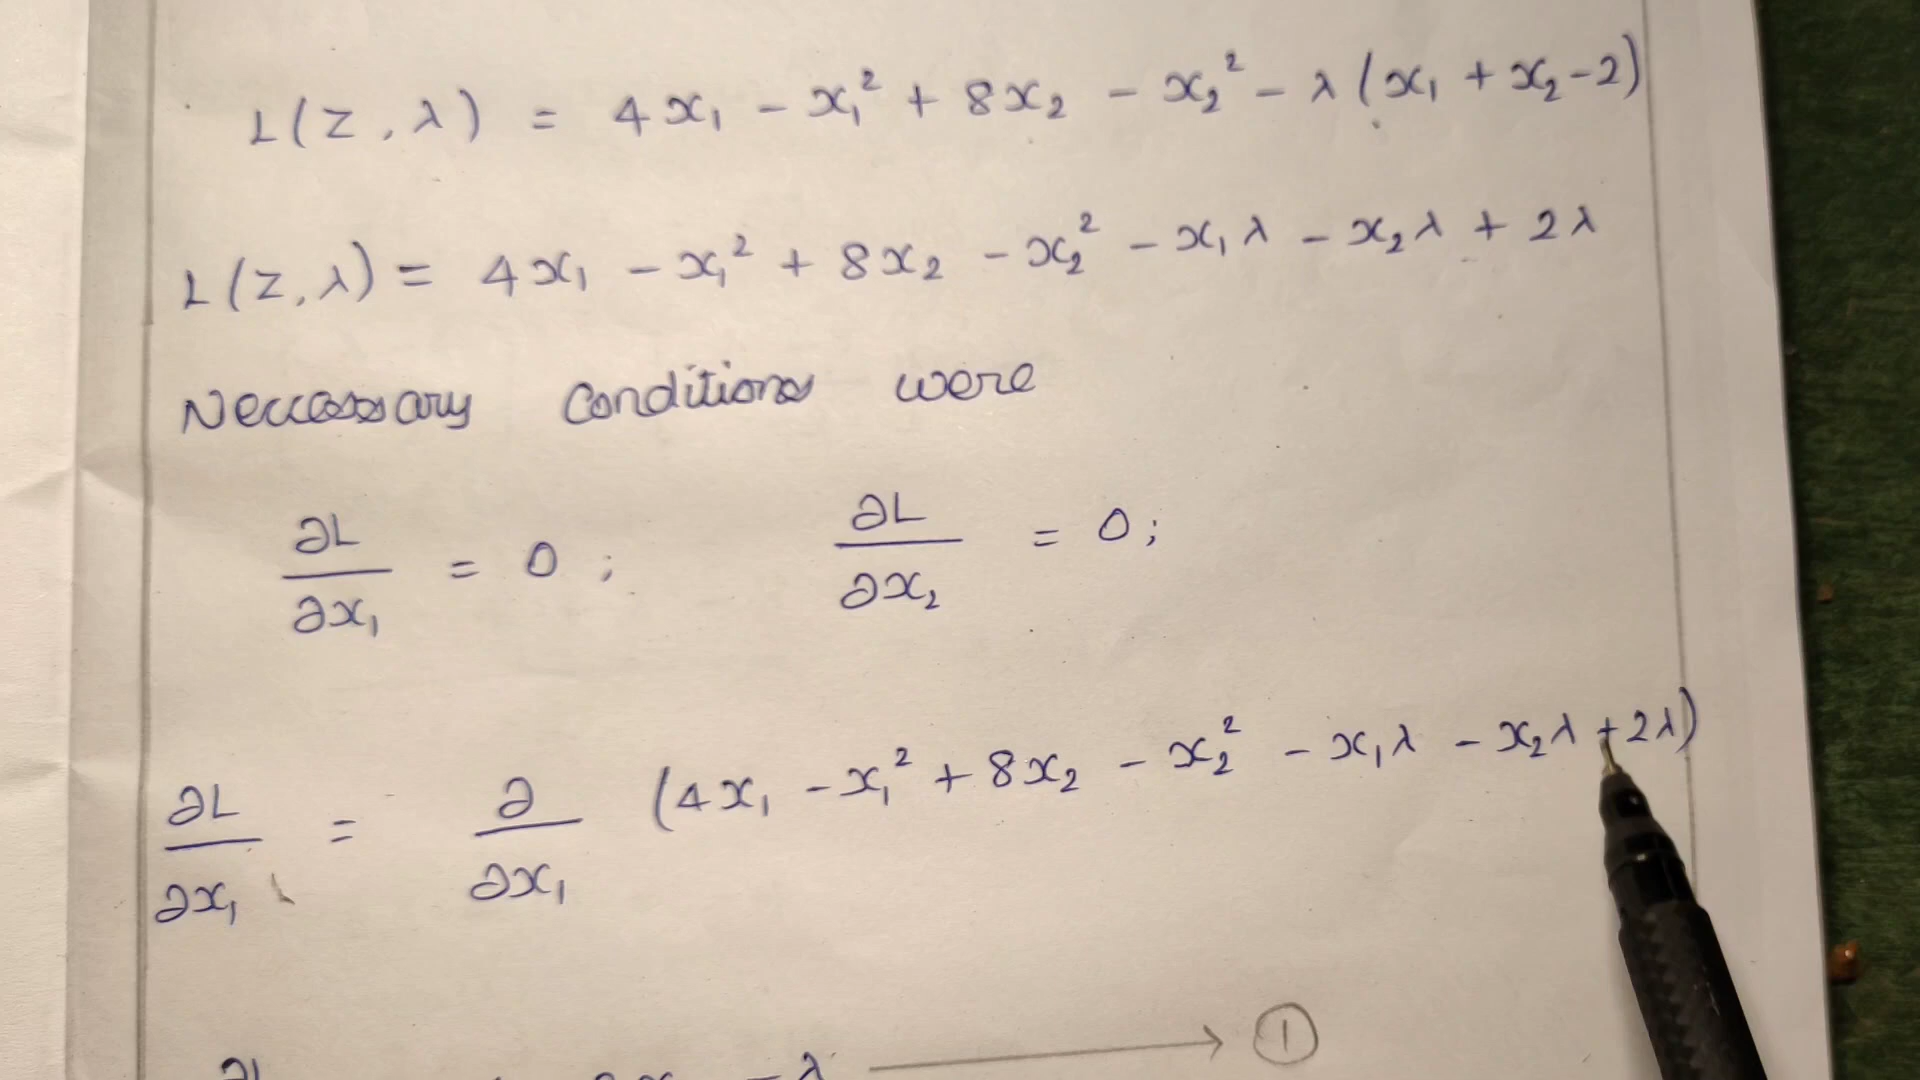 L(Z, λ) = 4x₁ - x₁² + 8x₂ - x₂² - λ(x₁ + x₂ - 2)
L(Z, λ) = 4x₁ - x₁² + 8x₂ - x₂² - x₁λ - x₂λ + 2λ
Neccessary Conditions were
∂L/∂x₁ = 0 ; ∂L/∂x₂ = 0;
∂L/∂x₁ = ∂/∂x₁ (4x₁ - x₁² + 8x₂ - x₂² - x₁λ - x₂λ + 2λ)
∂L - λ → ①